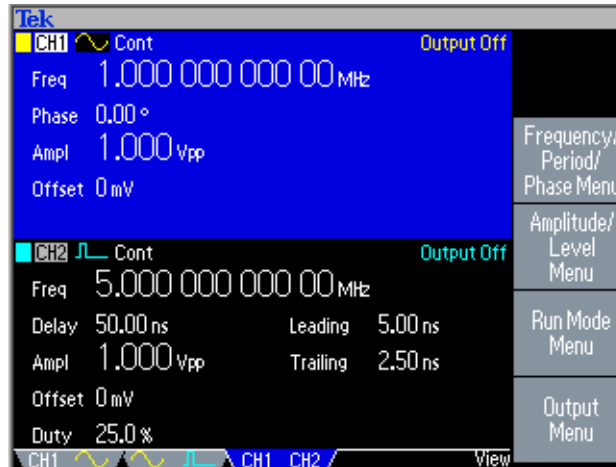 Tek
CH1 Cont Output Off
Freq 1.000 000 000 00 MHz
Phase 0.00 °
Ampl 1.000 Vpp
Offset 0 mV
CH2 Cont Output Off
Freq 5.000 000 000 00 MHz
Delay 50.00 ns Leading 5.00 ns
Ampl 1.000 Vpp Trailing 2.50 ns
Offset 0 mV
Duty 25.0 %
CH1 CH1 CH2 View
Frequency/
Period/
Phase Menu
Amplitude/
Level
Menu
Run Mode
Menu
Output
Menu